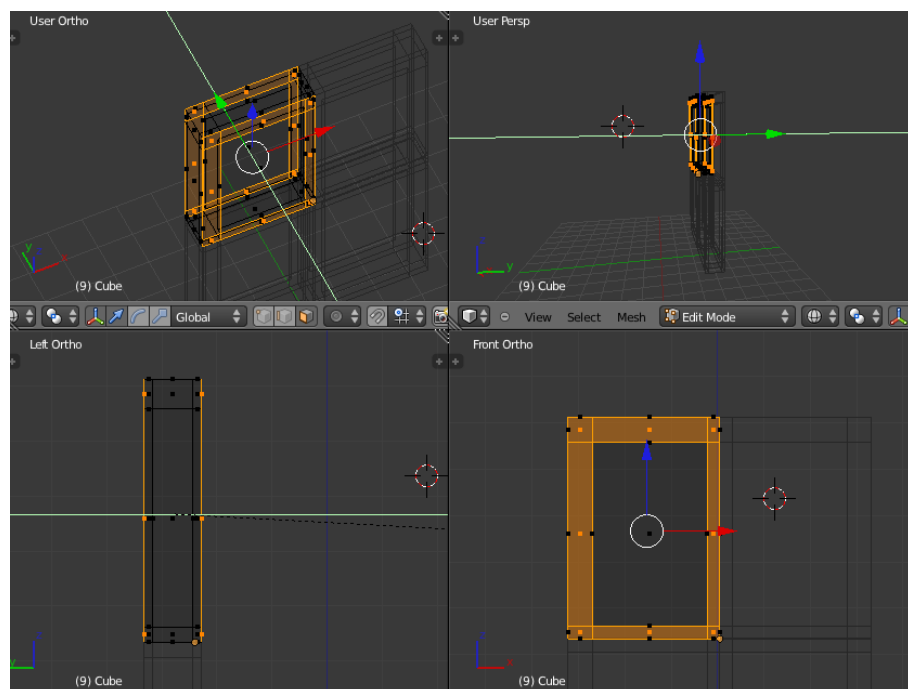 User Ortho
User Persp
z
y
(9) Cube
z
y
(9) Cube
Global
View Select Mesh Edit Mode
Left Ortho
Front Ortho
z
y
(9) Cube
z
x
(9) Cube